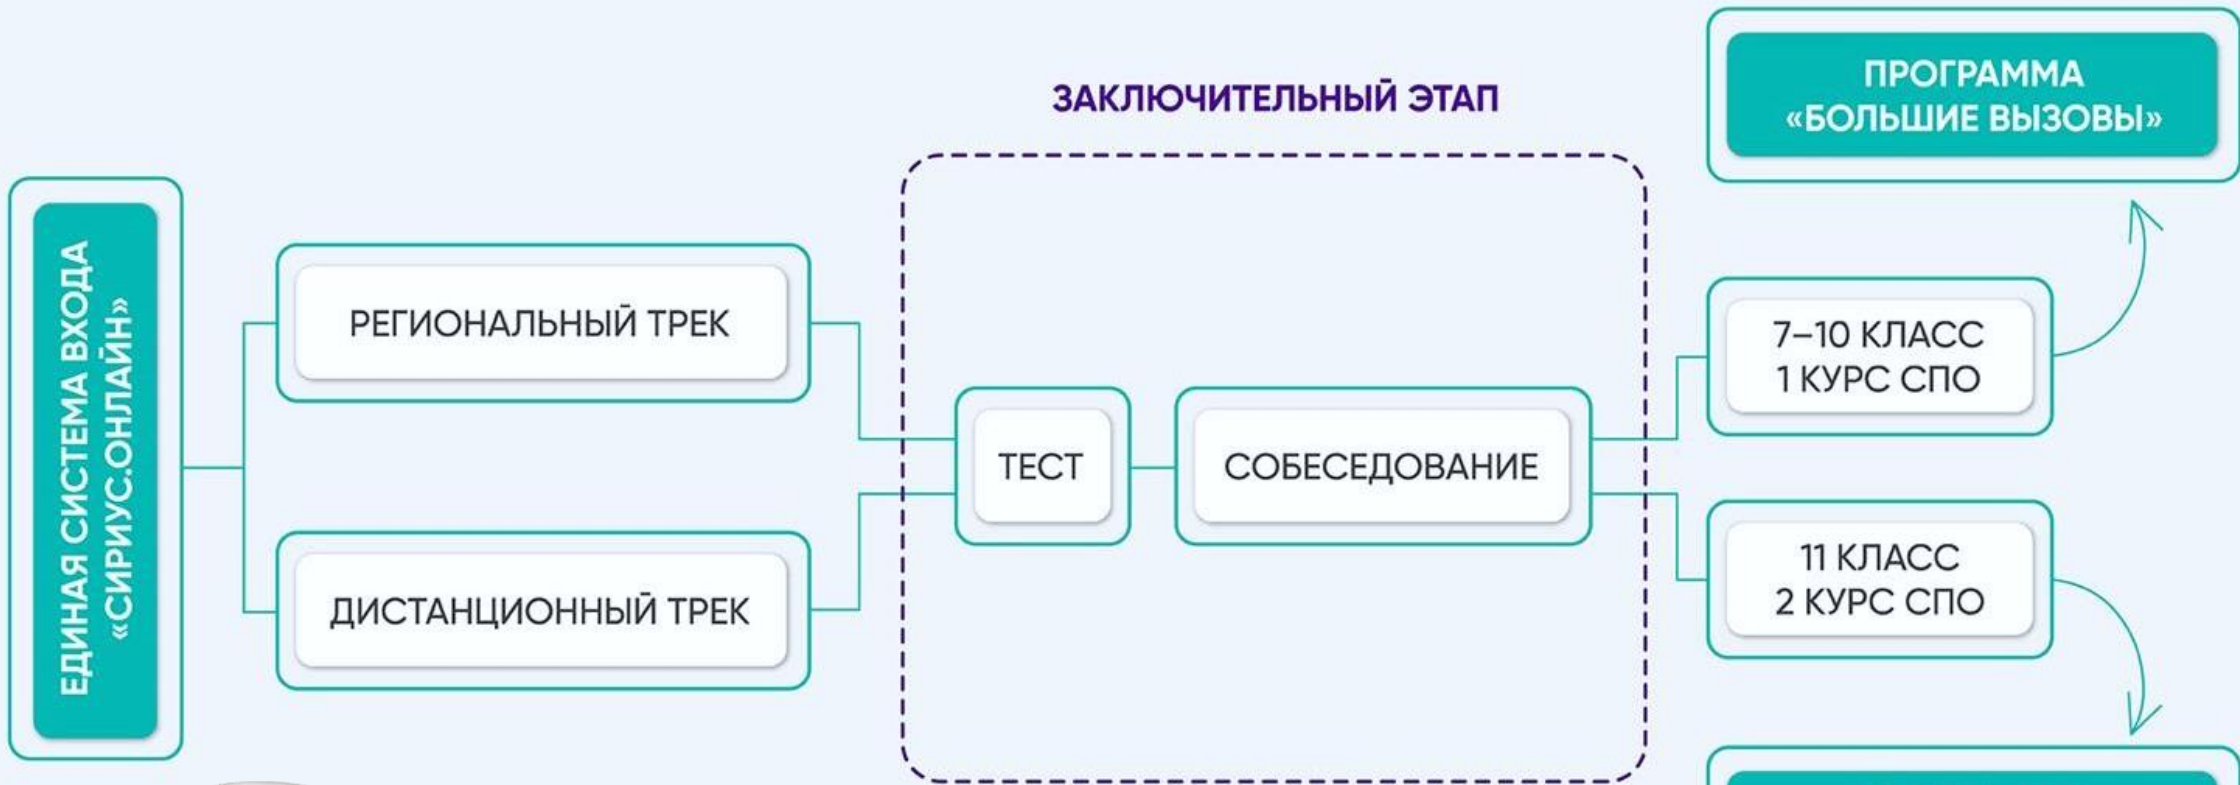 ЕДИНАЯ СИСТЕМА ВХОДА
«СИРИУС.ОНЛАЙН»
РЕГИОНАЛЬНЫЙ ТРЕК
ДИСТАНЦИОННЫЙ ТРЕК
ЗАКЛЮЧИТЕЛЬНЫЙ ЭТАП
ТЕСТ
СОБЕСЕДОВАНИЕ
ПРОГРАММА
«БОЛЬШИЕ ВЫЗОВЫ»
7–10 КЛАСС
1 КУРС СПО
11 КЛАСС
2 КУРС СПО